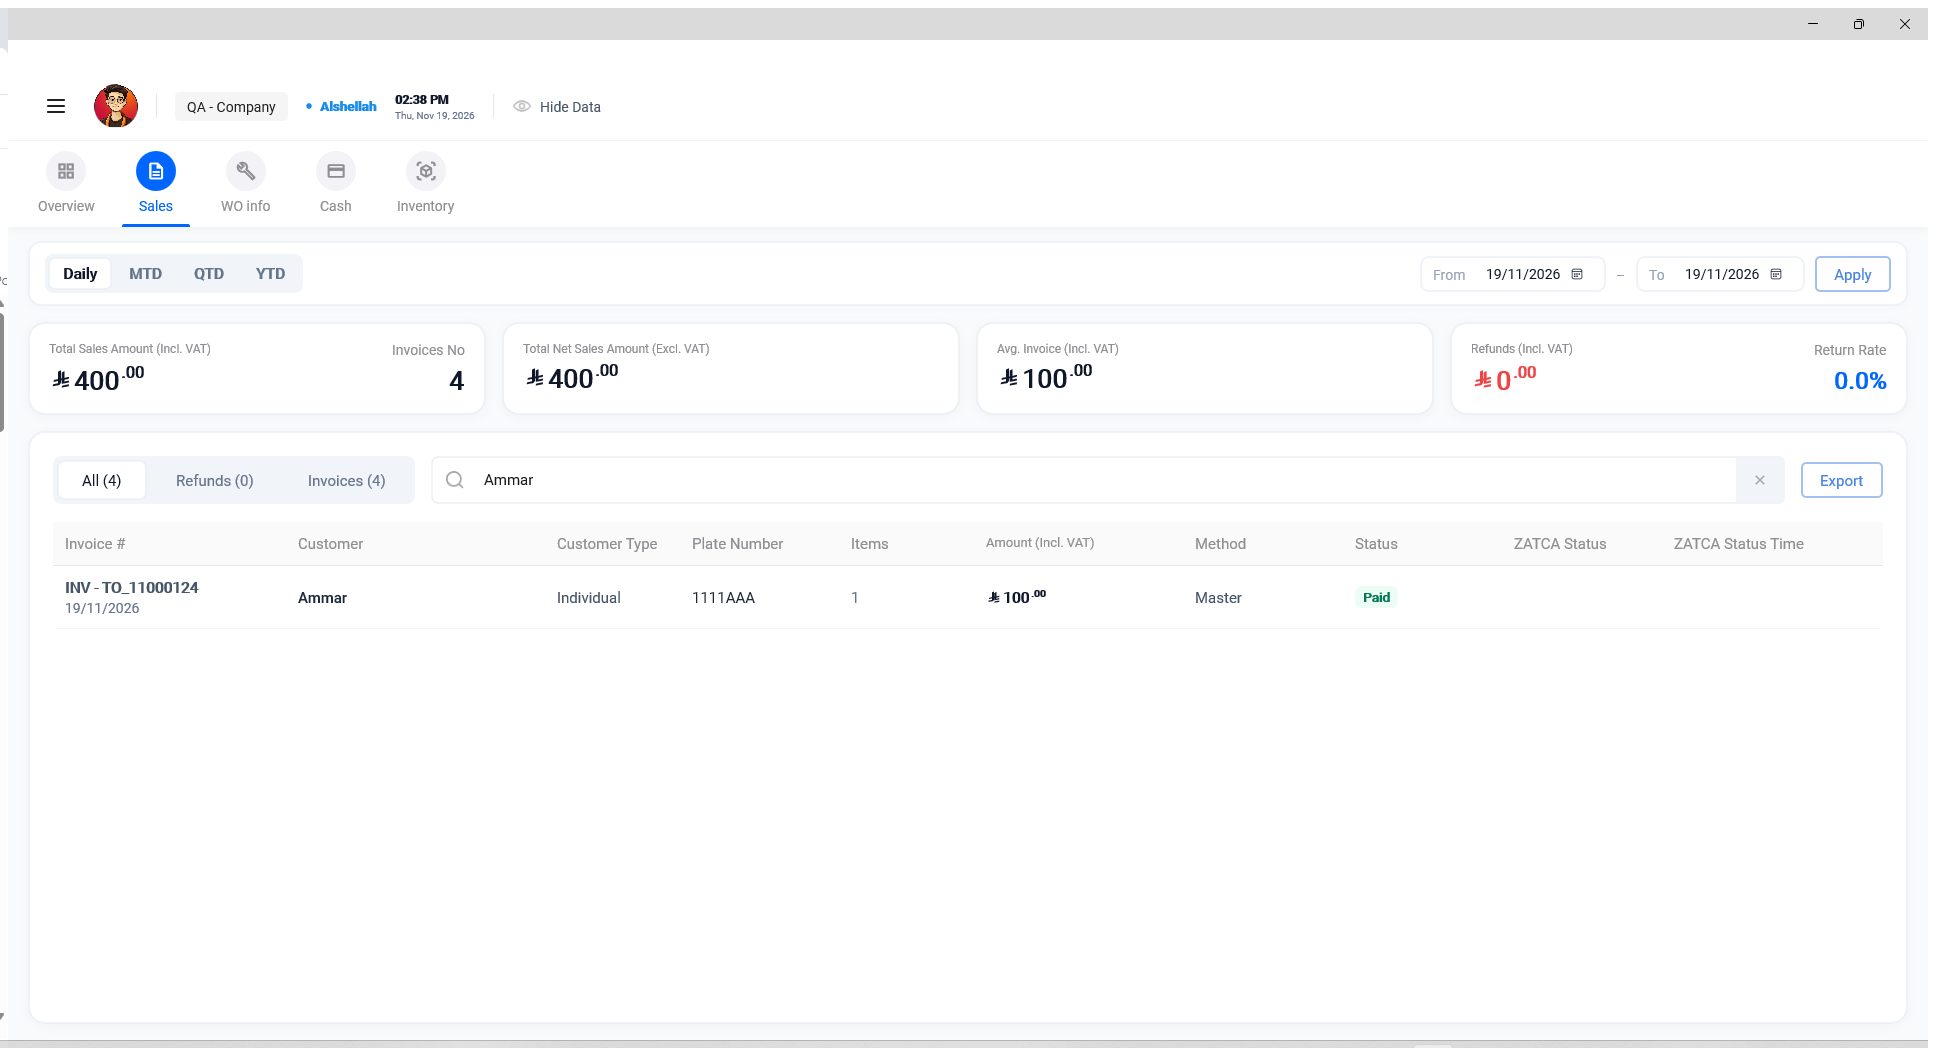 QA - Company
• Alshellah
02:38 PM
Thu, Nov 19, 2026
Hide Data
Overview
Sales
WO info
Cash
Inventory
Daily
MTD
QTD
YTD
From 19/11/2026
–
To 19/11/2026
Apply
Total Sales Amount (Incl. VAT)
Invoices No
400.00
4
Total Net Sales Amount (Excl. VAT)
400.00
Avg. Invoice (Incl. VAT)
100.00
Refunds (Incl. VAT)
Return Rate
0.00
0.0%
All (4)
Refunds (0)
Invoices (4)
Ammar
Export
Invoice # Customer Customer Type Plate Number Items Amount (Incl. VAT) Method Status ZATCA Status ZATCA Status Time
INV - TO_11000124
19/11/2026
Ammar Individual 1111AAA 1 100.00 Master Paid